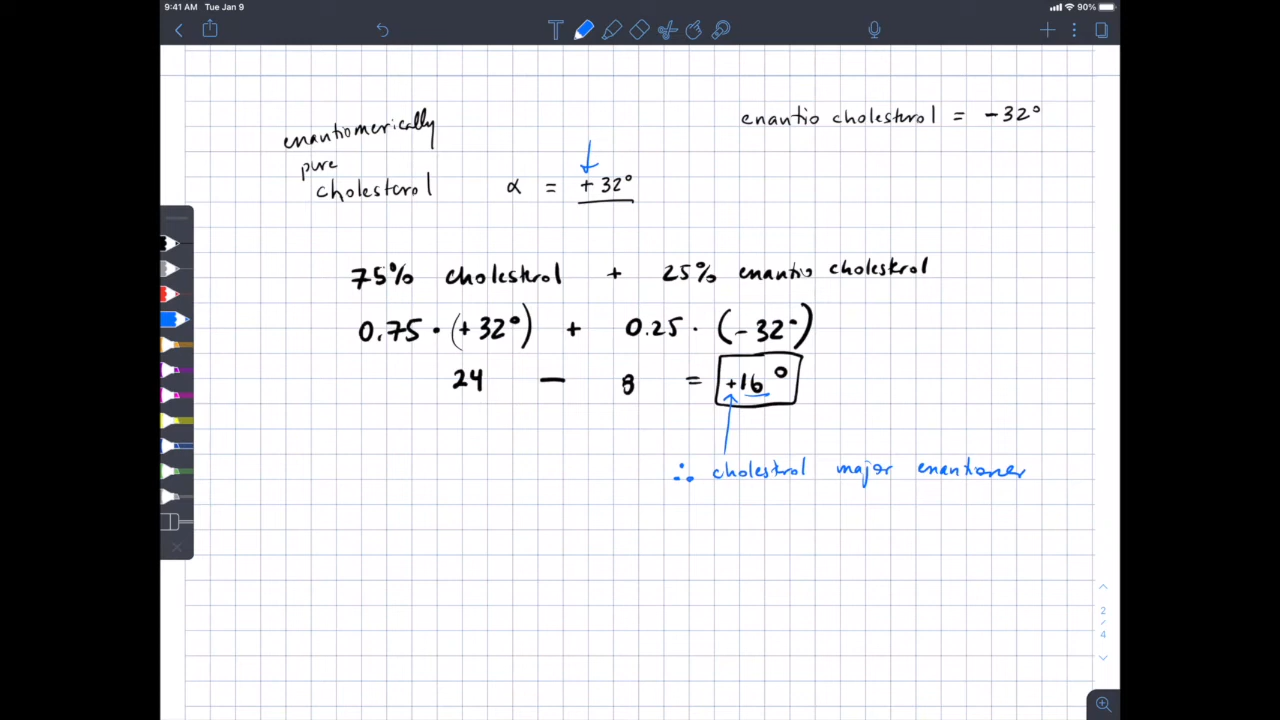 9:41 AM Tue Jan 9
90%
enantiomerically
pure
cholesterol
α = +32°
enantio cholesterol = -32°
75% cholesterol + 25% enantio cholesterol
0.75 · (+32°) + 0.25 · (-32°)
24 — 8 = +16°
∴ cholestrol major enantiomer
2
/
4